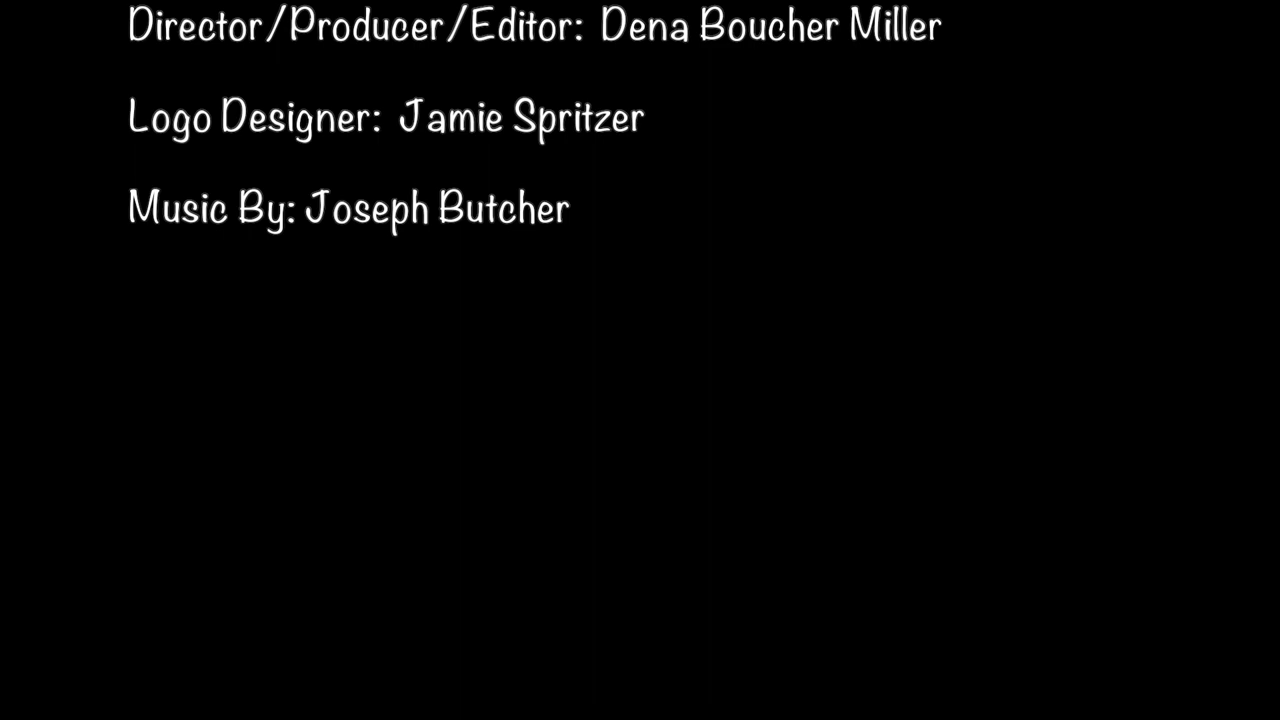 Director/Producer/Editor: Dena Boucher Miller
Logo Designer: Jamie Spritzer
Music By: Joseph Butcher